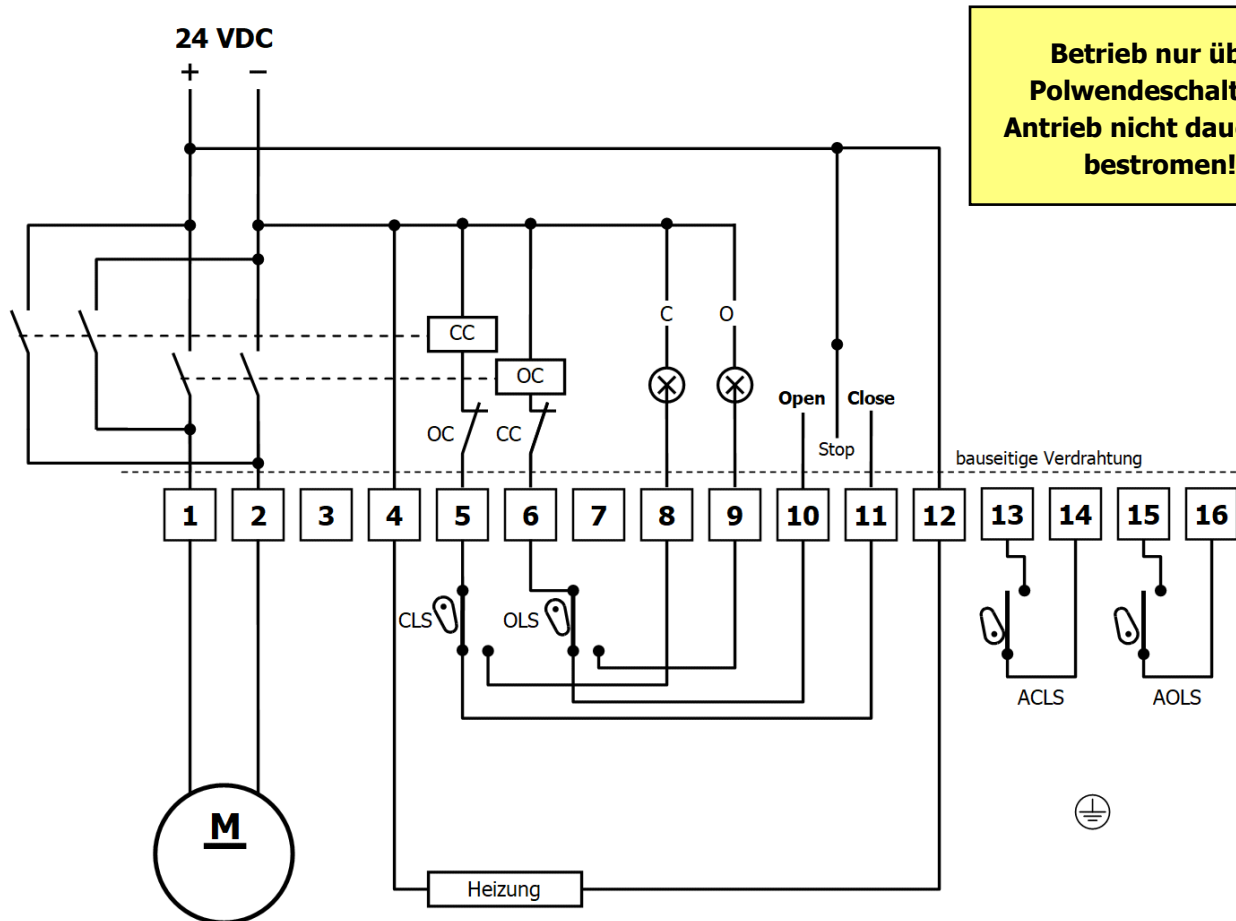 24 VDC
+ −
Betrieb nur üb
Polwendeschalt
Antrieb nicht dau
bestromen!
CC
OC
C O
OC CC
Open Close
Stop
bauseitige Verdrahtung
1 2 3 4 5 6 7 8 9 10 11 12 13 14 15 16
CLS OLS
ACLS AOLS
M
Heizung